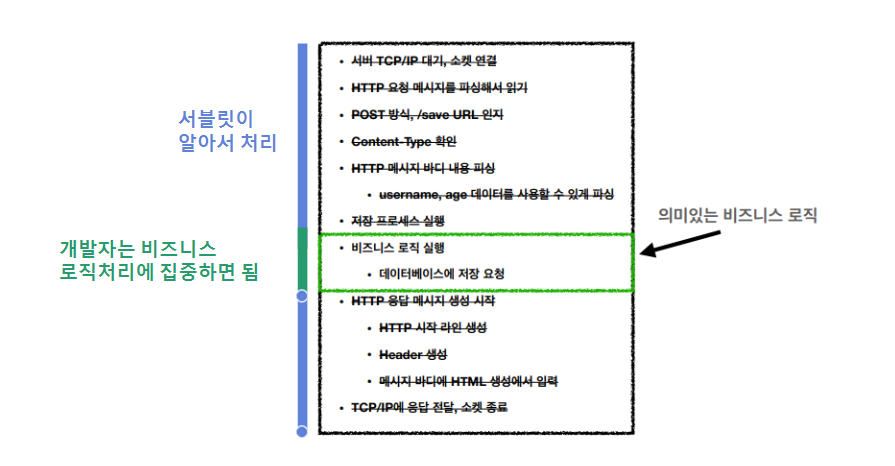 서블릿이
알아서 처리
개발자는 비즈니스
로직처리에 집중하면 됨
• 서버 TCP/IP 대기, 소켓 연결
• HTTP 요청 메시지를 파싱해서 읽기
• POST 방식, /save URL 인지
• Content-Type 확인
• HTTP 메시지 바디 내용 피싱
• username, age 데이터를 사용할 수 있게 파싱
• 저장 프로세스 실행
• 비즈니스 로직 실행
• 데이터베이스에 저장 요청
• HTTP 응답 메시지 생성 시작
• HTTP 시작 라인 생성
• Header 생성
• 메시지 바디에 HTML 생성에서 입력
• TCP/IP에 응답 전달, 소켓 종료
의미있는 비즈니스 로직